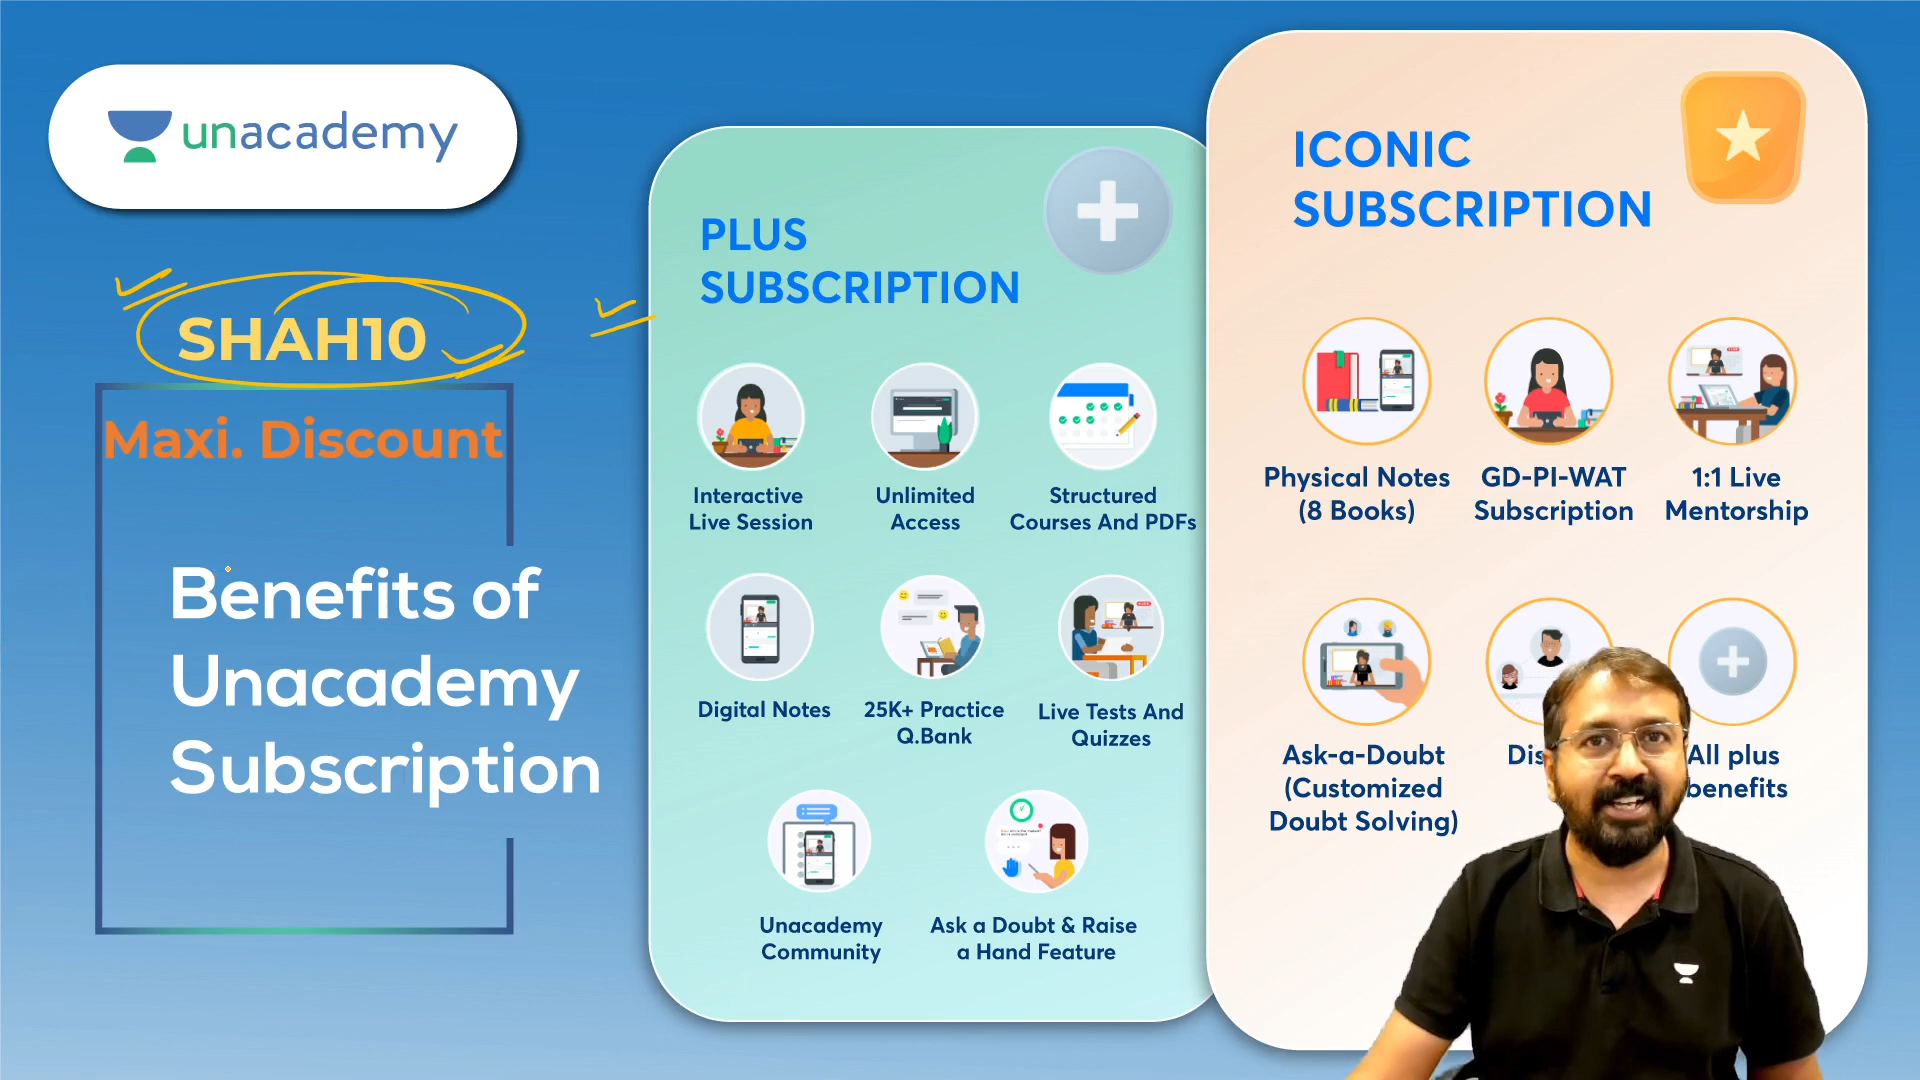 unacademy
SHAH10
Maxi. Discount
Benefits of
Unacademy
Subscription
PLUS
SUBSCRIPTION
Interactive
Live Session
Unlimited
Access
Structured
Courses And PDFs
Digital Notes
25K+ Practice
Q.Bank
Live Tests And
Quizzes
Unacademy
Community
Ask a Doubt & Raise
a Hand Feature
ICONIC
SUBSCRIPTION
Physical Notes
(8 Books)
GD-PI-WAT
Subscription
1:1 Live
Mentorship
Ask-a-Doubt
(Customized
Doubt Solving)
All plus
benefits